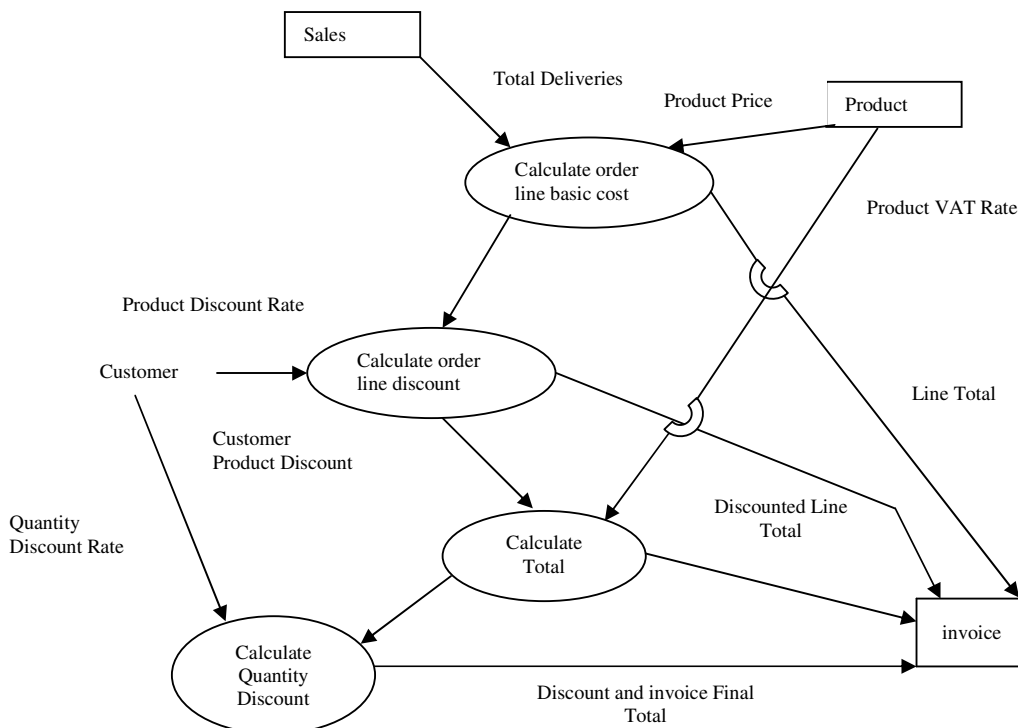 Sales
Total Deliveries
Product Price
Product
Calculate order
line basic cost
Product VAT Rate
Product Discount Rate
Calculate order
line discount
Customer
Line Total
Customer
Product Discount
Quantity
Discount Rate
Discounted Line
Total
Calculate
Total
invoice
Calculate
Quantity
Discount
Discount and invoice Final
Total